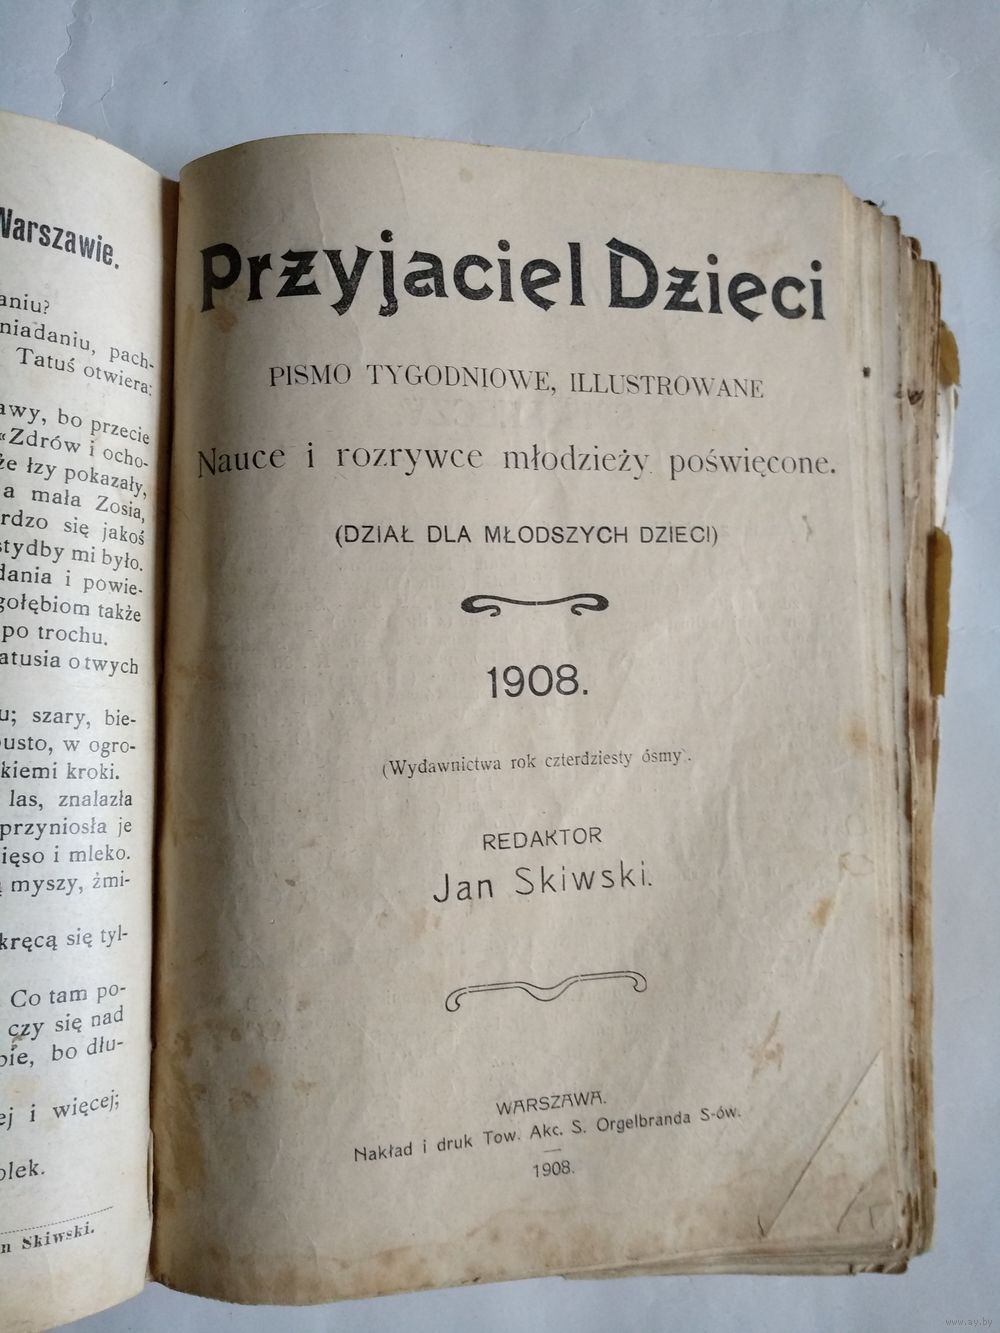 Warszawie.
aniu?
niadaniu, pach-
Tatuś otwiera:
awy, bo przecie
«Zdrów i ocho-
że łzy pokazały,
a mała Zosia,
rdzo się jakoś
stydby mi było.
dania i powie-
gołębiom także
po trochu.
atusia o twych
u; szary, bie-
pusto, w ogro-
kiemi kroki.
las, znalazła
przyniosła je
ięso i mleko.
myszy, żmi-
kręcą się tyl-
Co tam po-
czy się nad
bie, bo dłu-
ej i więcej;
olek.
n Skiwski.
Przyjaciel Dzieci
PISMO TYGODNIOWE, ILLUSTROWANE
Nauce i rozrywce młodzieży poświęcone.
(DZIAŁ DLA MŁODSZYCH DZIECI)
1908.
(Wydawnictwa rok czterdziesty ósmy).
REDAKTOR
Jan Skiwski.
WARSZAWA.
Nakład i druk Tow. Akc. S. Orgelbranda S-ów.
1908.
www.ay.by